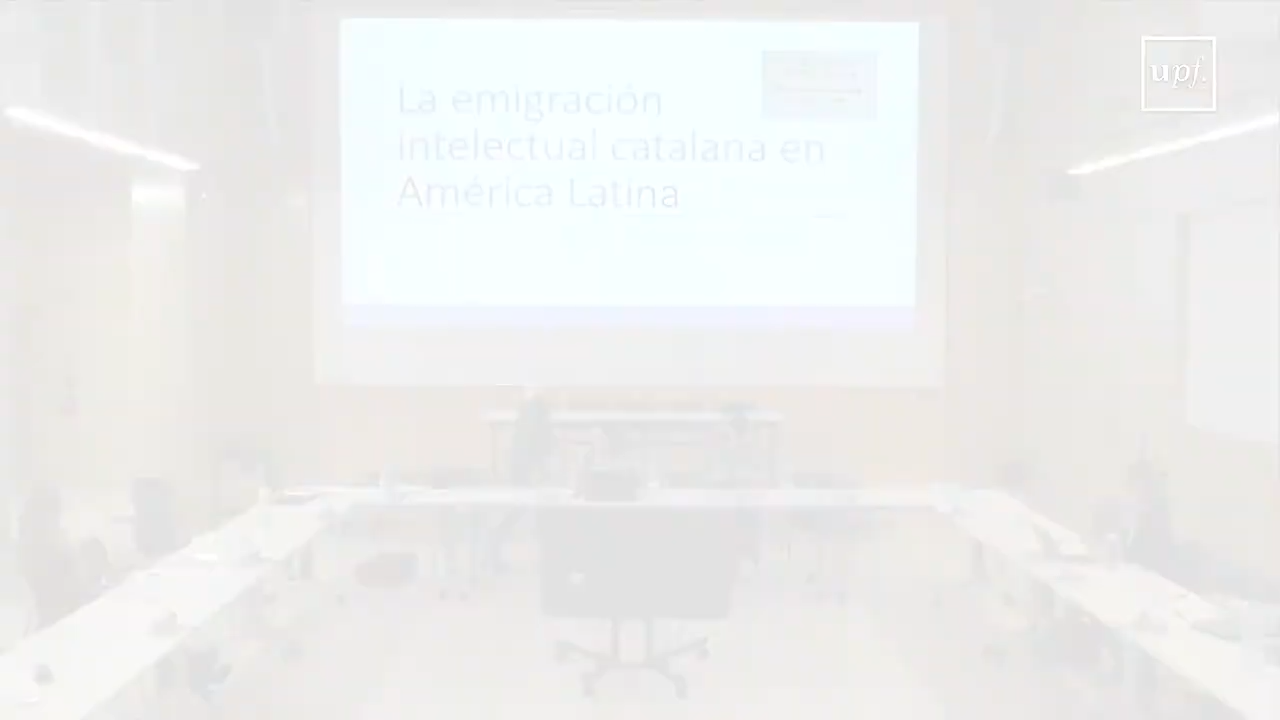 La emigración
intelectual catalana en
América Latina
upf.